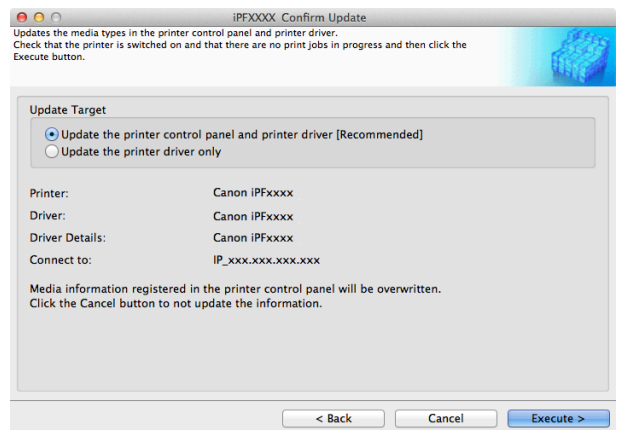 iPFXXXX Confirm Update
Updates the media types in the printer control panel and printer driver.
Check that the printer is switched on and that there are no print jobs in progress and then click the
Execute button.
Update Target
Update the printer control panel and printer driver [Recommended]
Update the printer driver only
Printer: Canon iPFxxxx
Driver: Canon iPFxxxx
Driver Details: Canon iPFxxxx
Connect to: IP_xxx.xxx.xxx.xxx
Media information registered in the printer control panel will be overwritten.
Click the Cancel button to not update the information.
< Back Cancel Execute >